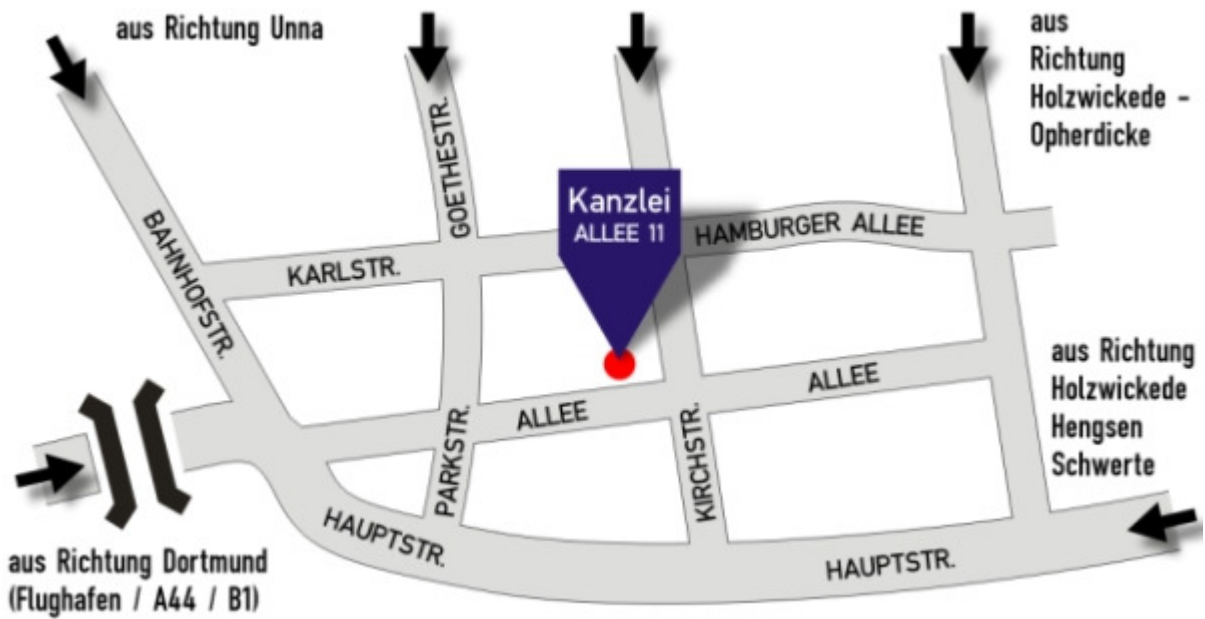 aus Richtung Unna
aus
Richtung
Holzwickede -
Opherdicke
GOETHESTR.
Kanzlei
ALLEE 11
BAHNHOFSTR.
KARLSTR.
HAMBURGER ALLEE
aus Richtung
Holzwickede
Hengsen
Schwerte
ALLEE
ALLEE
PARKSTR.
KIRCHSTR.
HAUPTSTR.
HAUPTSTR.
aus Richtung Dortmund
(Flughafen / A44 / B1)